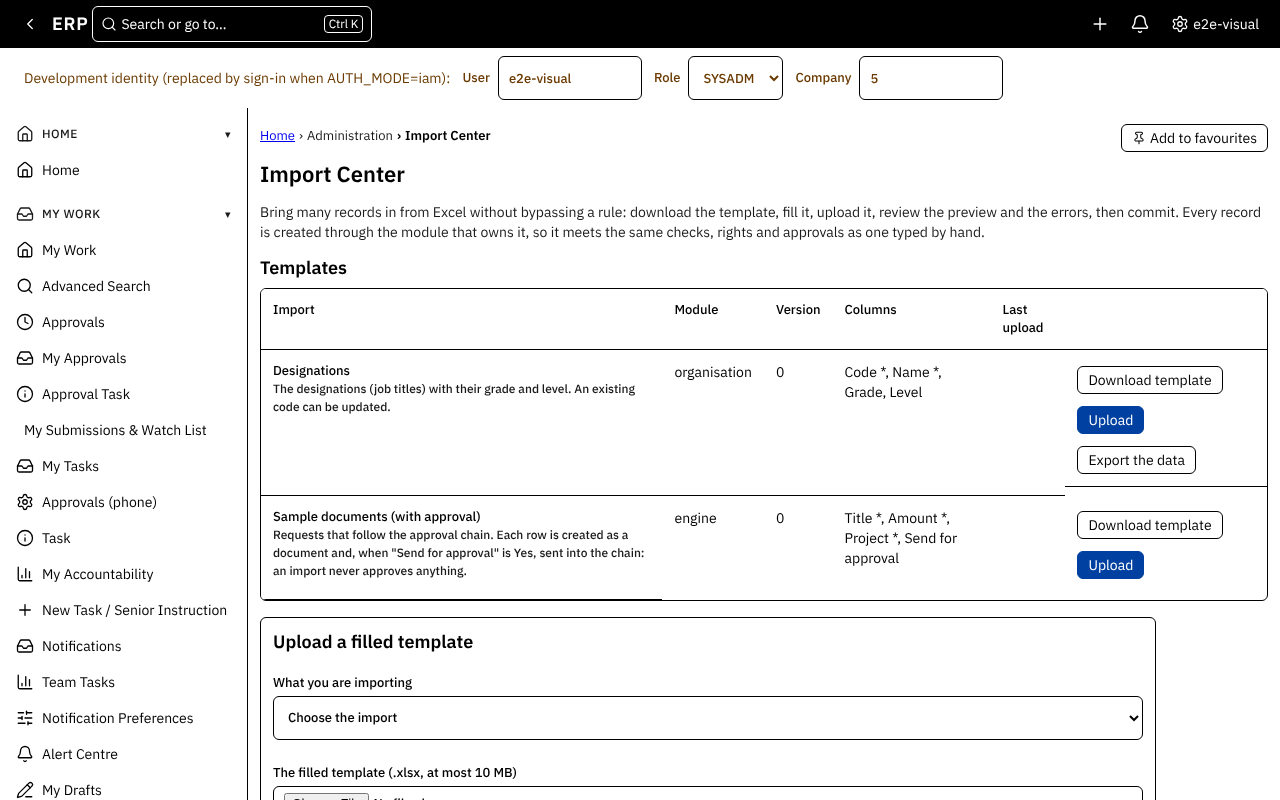 ERP
Search or go to...
Ctrl K
e2e-visual
Development identity (replaced by sign-in when AUTH_MODE=iam):
User
e2e-visual
Role
SYSADM
Company
5
HOME
Home
MY WORK
My Work
Advanced Search
Approvals
My Approvals
Approval Task
My Submissions & Watch List
My Tasks
Approvals (phone)
Task
My Accountability
New Task / Senior Instruction
Notifications
Team Tasks
Notification Preferences
Alert Centre
My Drafts
Home › Administration › Import Center
Add to favourites
Import Center
Bring many records in from Excel without bypassing a rule: download the template, fill it, upload it, review the preview and the errors, then commit. Every record
is created through the module that owns it, so it meets the same checks, rights and approvals as one typed by hand.
Templates
Import
Module
Version
Columns
Last
upload
Designations
The designations (job titles) with their grade and level. An existing
code can be updated.
organisation
0
Code *, Name *,
Grade, Level
Download template
Upload
Export the data
Sample documents (with approval)
Requests that follow the approval chain. Each row is created as a
document and, when "Send for approval" is Yes, sent into the chain:
an import never approves anything.
engine
0
Title *, Amount *,
Project *, Send for
approval
Download template
Upload
Upload a filled template
What you are importing
Choose the import
The filled template (.xlsx, at most 10 MB)